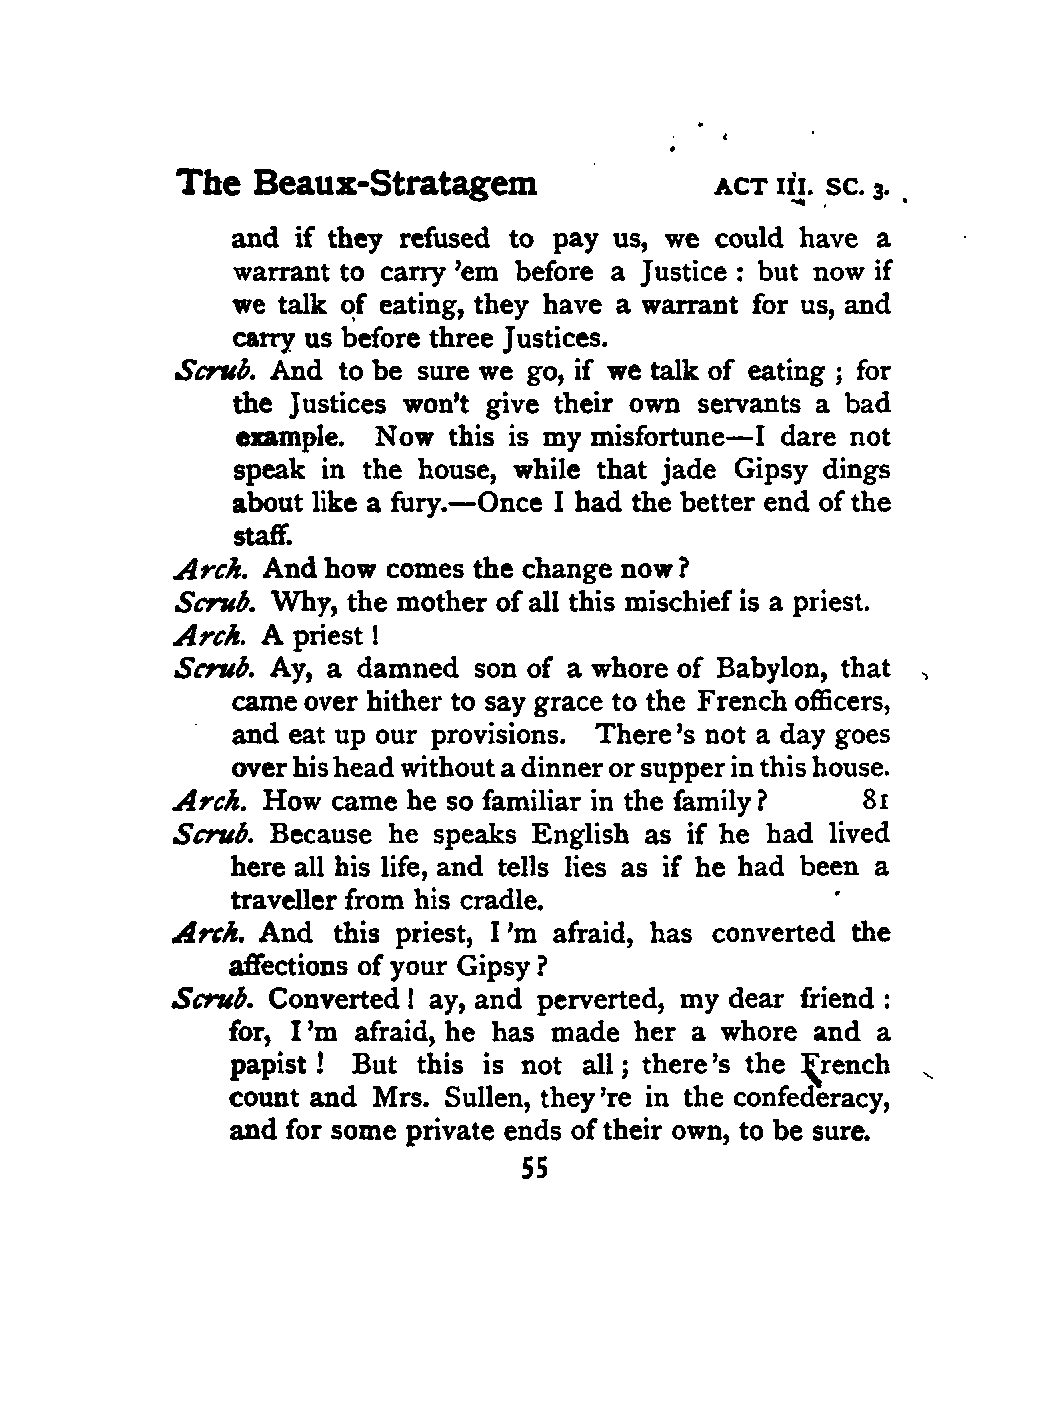 The Beaux-Stratagem ACT III. SC. 3.
and if they refused to pay us, we could have a
warrant to carry 'em before a Justice : but now if
we talk of eating, they have a warrant for us, and
carry us before three Justices.
Scrub. And to be sure we go, if we talk of eating ; for
the Justices won't give their own servants a bad
example. Now this is my misfortune—I dare not
speak in the house, while that jade Gipsy dings
about like a fury.—Once I had the better end of the
staff.
Arch. And how comes the change now?
Scrub. Why, the mother of all this mischief is a priest.
Arch. A priest!
Scrub. Ay, a damned son of a whore of Babylon, that
came over hither to say grace to the French officers,
and eat up our provisions. There's not a day goes
over his head without a dinner or supper in this house.
Arch. How came he so familiar in the family? 81
Scrub. Because he speaks English as if he had lived
here all his life, and tells lies as if he had been a
traveller from his cradle.
Arch. And this priest, I'm afraid, has converted the
affections of your Gipsy?
Scrub. Converted! ay, and perverted, my dear friend :
for, I'm afraid, he has made her a whore and a
papist! But this is not all; there's the French
count and Mrs. Sullen, they're in the confederacy,
and for some private ends of their own, to be sure.
55